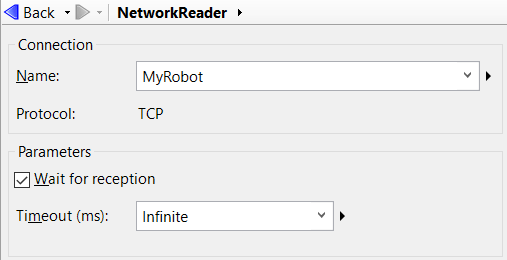 Back NetworkReader
Connection
Name: MyRobot
Protocol: TCP
Parameters
Wait for reception
Timeout (ms): Infinite